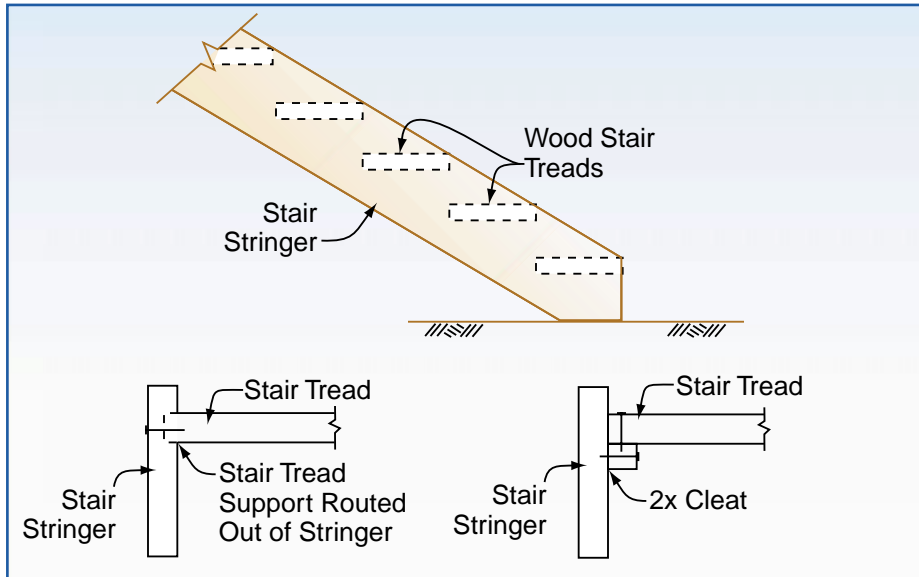 Wood Stair
Treads
Stair
Stringer
Stair Tread
Stair Tread
Support Routed
Out of Stringer
Stair
Stringer
Stair Tread
2x Cleat
Stair
Stringer